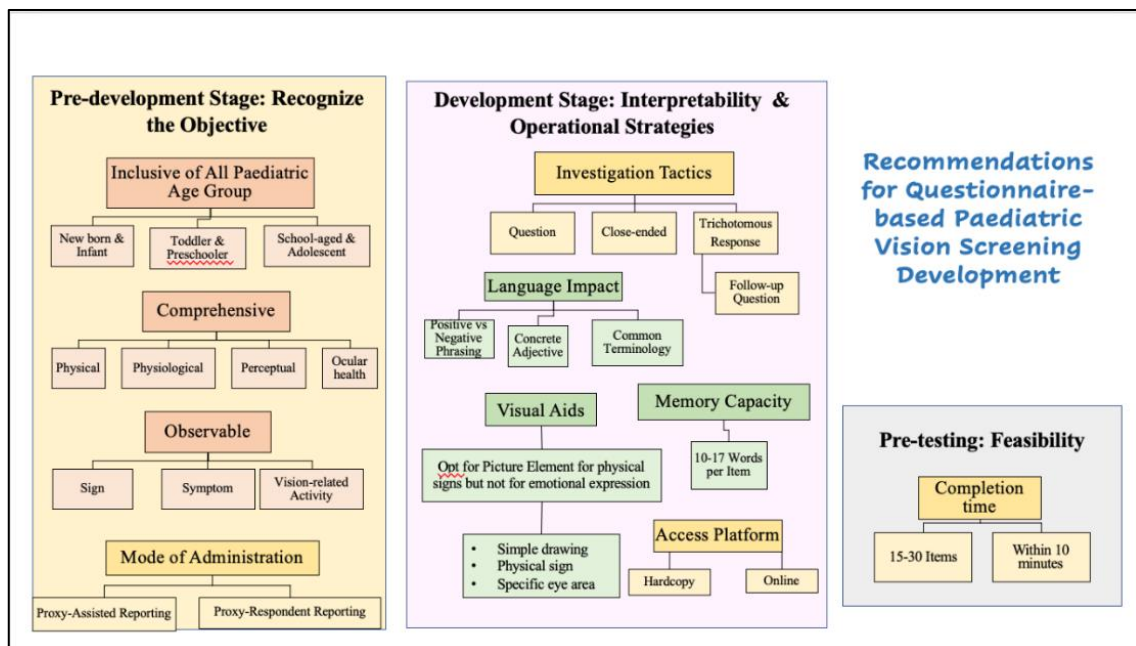 Pre-development Stage: Recognize
the Objective
Inclusive of All Paediatric
Age Group
New born &
Infant
Toddler &
Preschooler
School-aged &
Adolescent
Comprehensive
Physical
Physiological
Perceptual
Ocular
health
Observable
Sign
Symptom
Vision-related
Activity
Mode of Administration
Proxy-Assisted Reporting
Proxy-Respondent Reporting
Development Stage: Interpretability &
Operational Strategies
Investigation Tactics
Question
Close-ended
Trichotomous
Response
Follow-up
Question
Language Impact
Positive vs
Negative
Phrasing
Concrete
Adjective
Common
Terminology
Visual Aids
Opt for Picture Element for physical
signs but not for emotional expression
• Simple drawing
• Physical sign
• Specific eye area
Memory Capacity
10-17 Words
per Item
Access Platform
Hardcopy
Online
Recommendations
for Questionnaire-
based Paediatric
Vision Screening
Development
Pre-testing: Feasibility
Completion
time
15-30 Items
Within 10
minutes